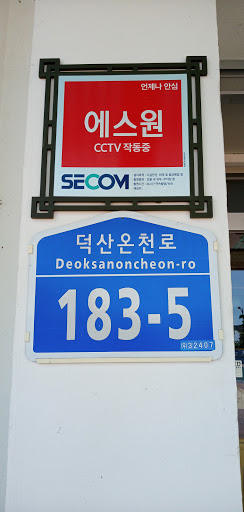 언제나 안심
에스원
CCTV 작동중
SECOM
덕산온천로
Deoksanoncheon-ro
183-5
32407